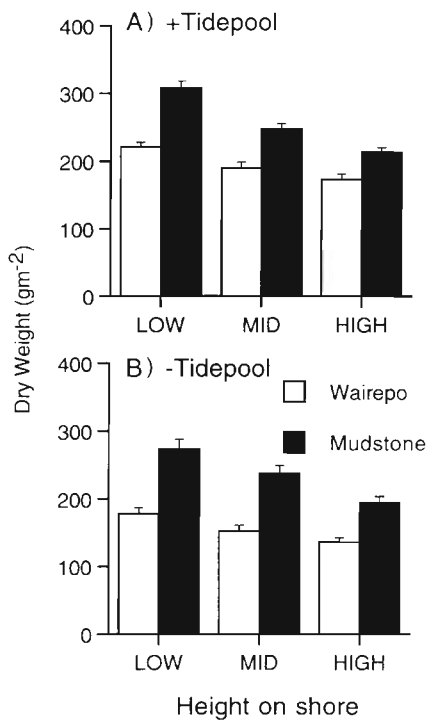 A) +Tidepool
400
300
200
100
0
LOW MID HIGH
Dry Weight (gm-2)
B) -Tidepool
400
300
200
100
0
Wairepo
Mudstone
LOW MID HIGH
Height on shore